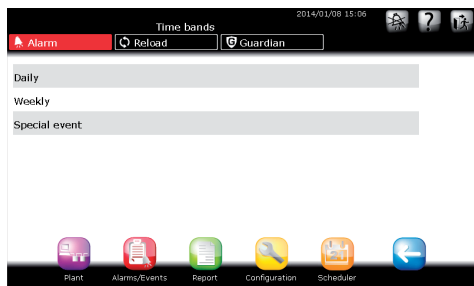 2014/01/08 15:06
Time bands
Alarm
Reload
G Guardian
?
Daily
Weekly
Special event
Plant
Alarms/Events
Report
Configuration
Scheduler